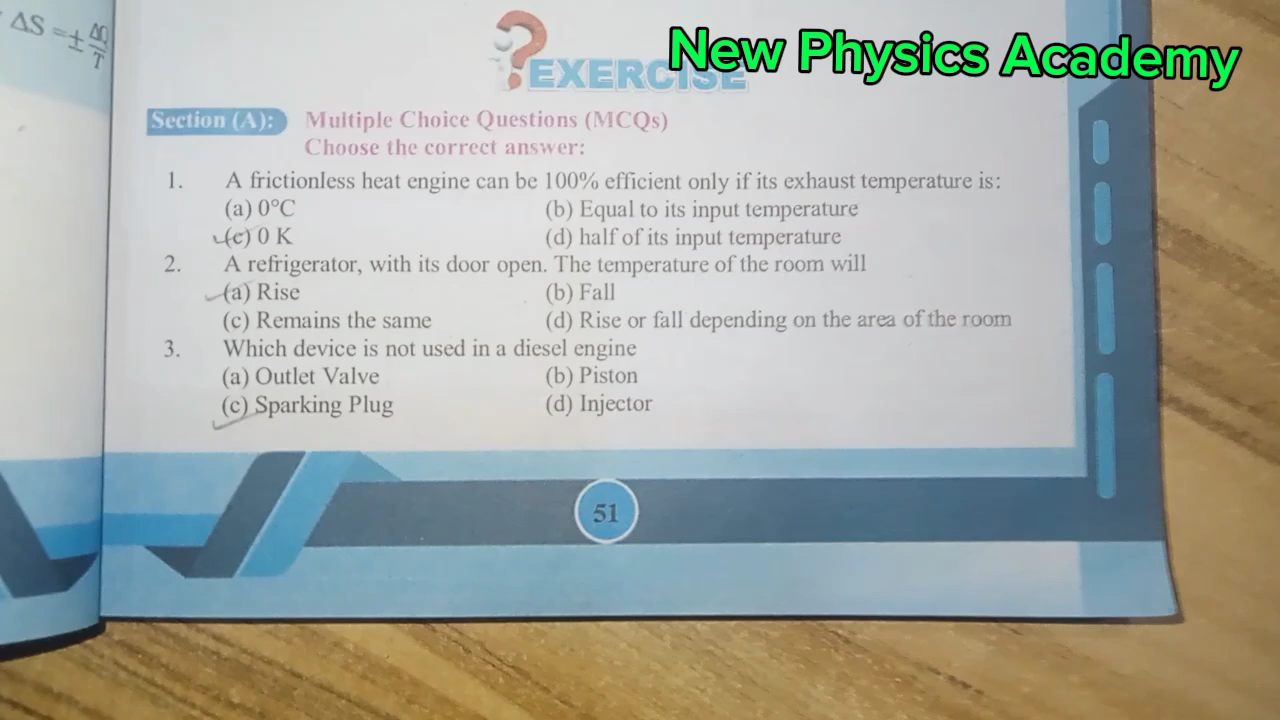 ΔS = ± ΔQ/T
New Physics Academy
EXERCISE
Section (A): Multiple Choice Questions (MCQs)
Choose the correct answer:
1. A frictionless heat engine can be 100% efficient only if its exhaust temperature is:
(a) 0°C (b) Equal to its input temperature
(c) 0 K (d) half of its input temperature
2. A refrigerator, with its door open. The temperature of the room will
(a) Rise (b) Fall
(c) Remains the same (d) Rise or fall depending on the area of the room
3. Which device is not used in a diesel engine
(a) Outlet Valve (b) Piston
(c) Sparking Plug (d) Injector
51